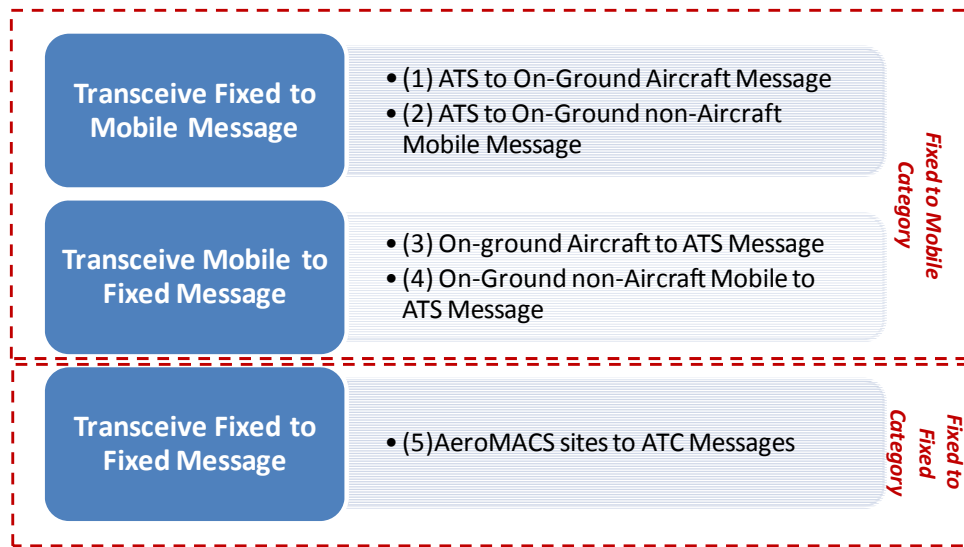 Transceive Fixed to
Mobile Message
• (1) ATS to On-Ground Aircraft Message
• (2) ATS to On-Ground non-Aircraft
Mobile Message
Transceive Mobile to
Fixed Message
• (3) On-ground Aircraft to ATS Message
• (4) On-Ground non-Aircraft Mobile to
ATS Message
Fixed to Mobile
Category
Transceive Fixed to
Fixed Message
• (5)AeroMACS sites to ATC Messages
Fixed to
Fixed
Category